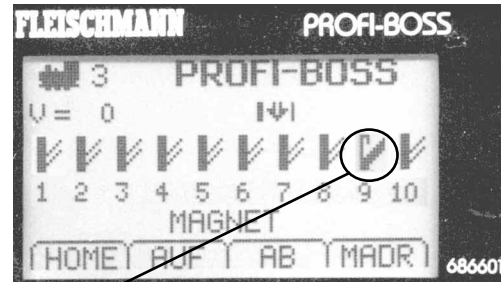 FLEISCHMANN PROFI-BOSS
3 PROFI-BOSS
V = 0
1 2 3 4 5 6 7 8 9 10
MAGNET
HOME AUF AB MADR
686601